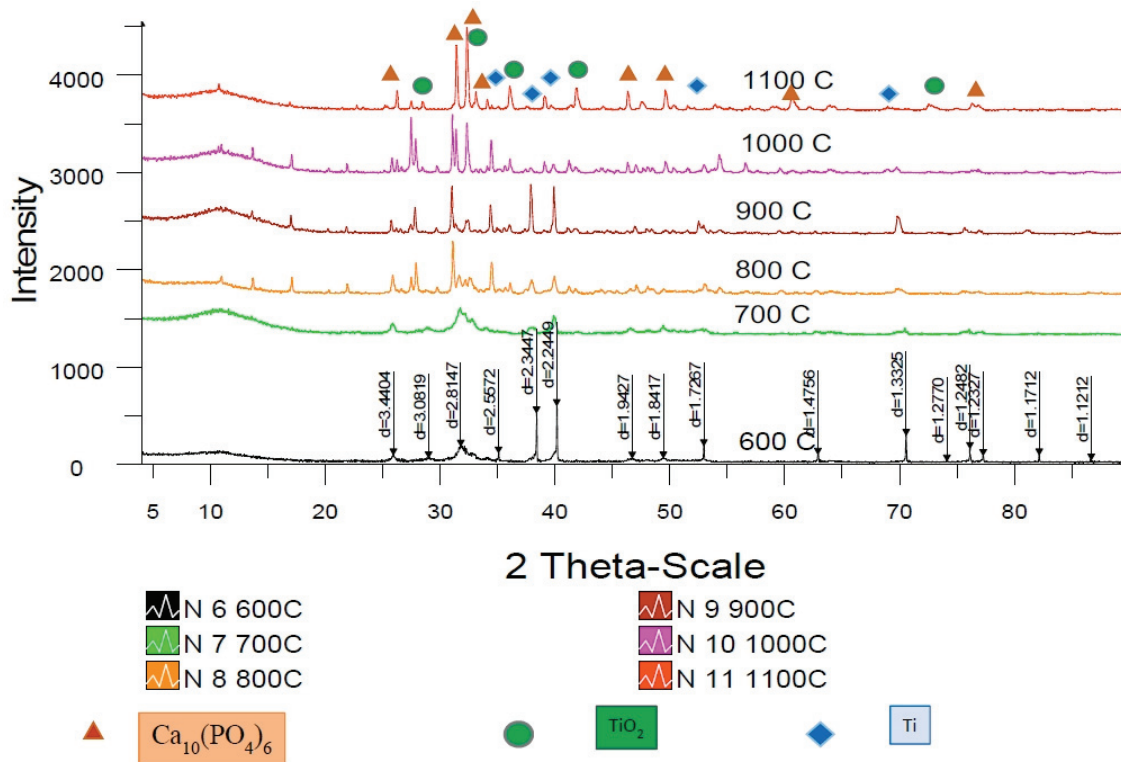 Intensity
4000
3000
2000
1000
0
1100 C
1000 C
900 C
800 C
700 C
600 C
d=3.4404
d=3.0819
d=2.8147
d=2.5572
d=2.3447
d=2.2449
d=1.9427
d=1.8417
d=1.7267
d=1.4756
d=1.3325
d=1.2770
d=1.2482
d=1.2327
d=1.1712
d=1.1212
5 10 20 30 40 50 60 70 80
2 Theta-Scale
N 6 600C
N 9 900C
N 7 700C
N 10 1000C
N 8 800C
N 11 1100C
Ca₁₀(PO₄)₆
TiO₂
Ti